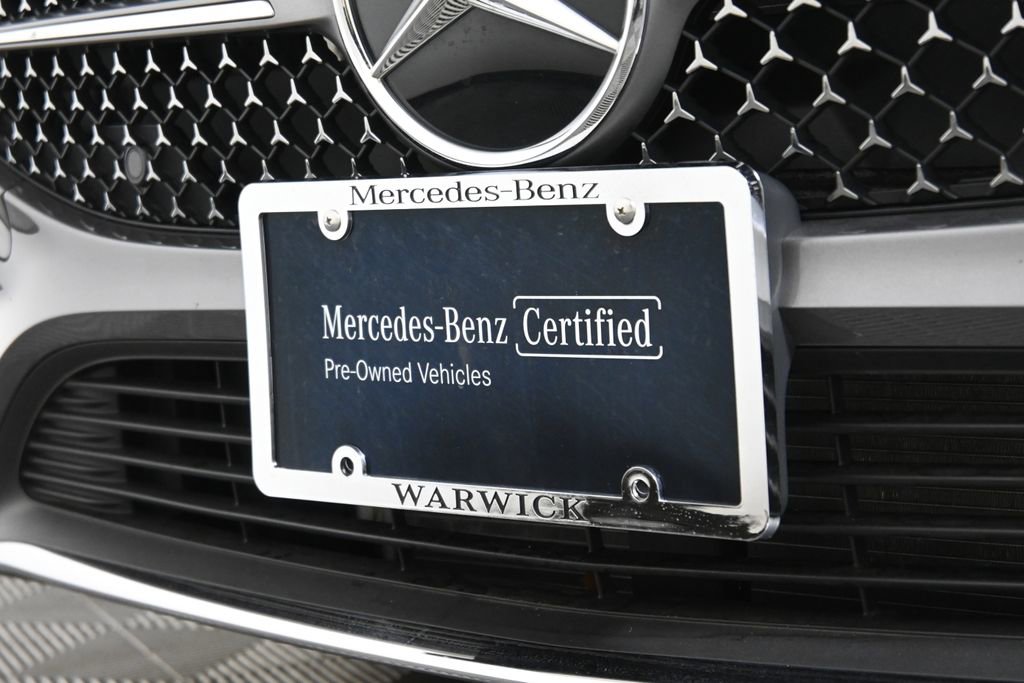 Mercedes-Benz
Mercedes-Benz Certified
Pre-Owned Vehicles
WARWICK